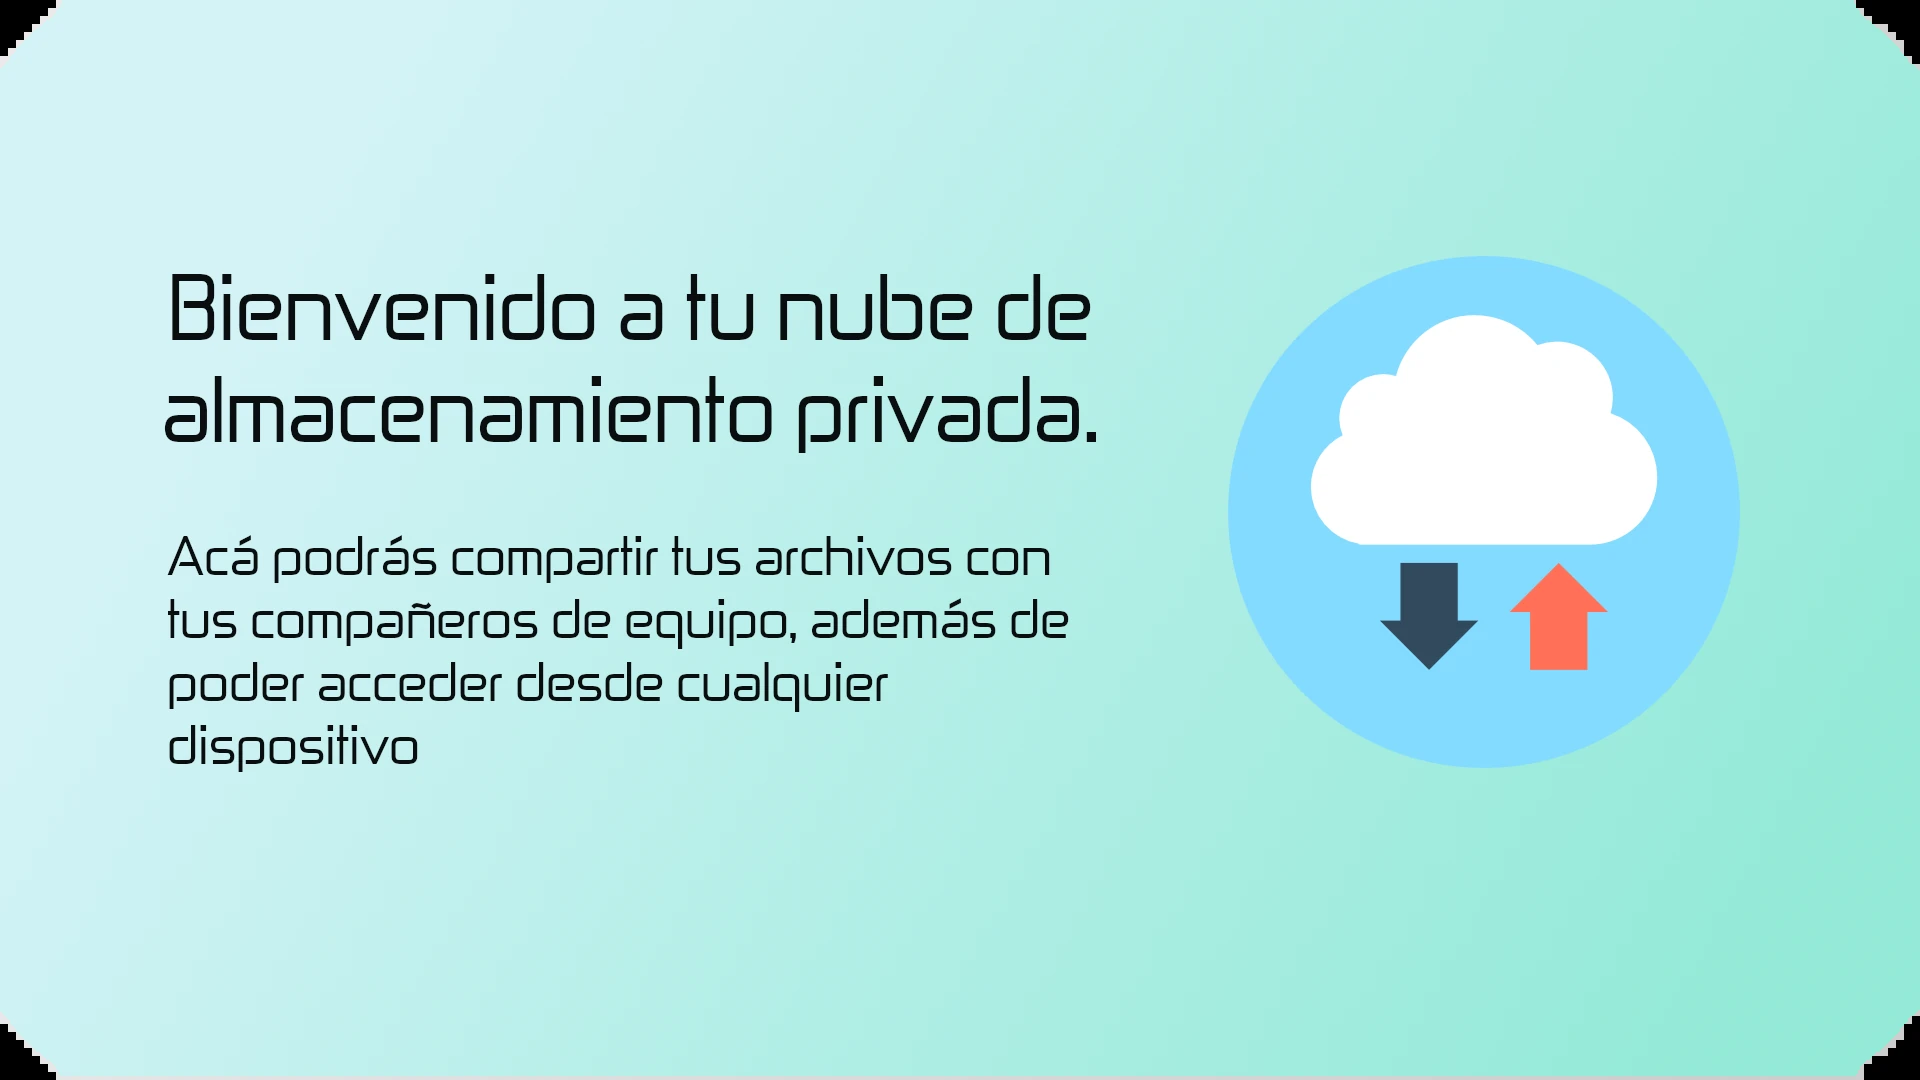 Bienvenido a tu nube de
almacenamiento privada.
Acá podrás compartir tus archivos con
tus compañeros de equipo, además de
poder acceder desde cualquier
dispositivo